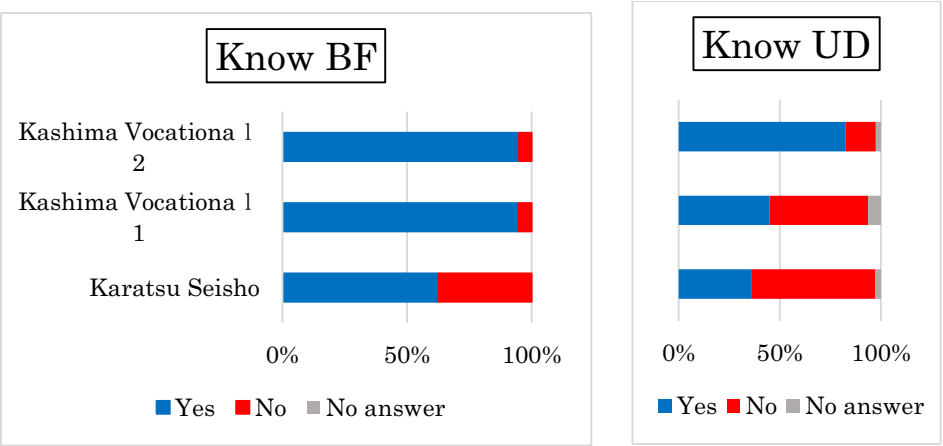 Know BF
Kashima Vocationa l
2
Kashima Vocationa l
1
Karatsu Seisho
0% 50% 100%
Yes No No answer
Know UD
0% 50% 100%
Yes No No answer